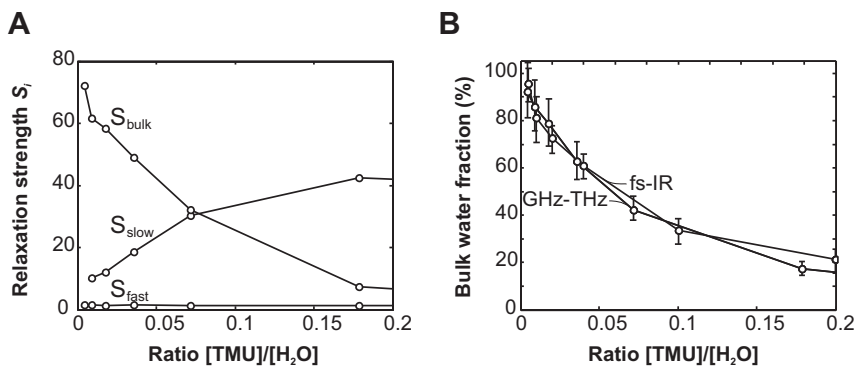 A
Relaxation strength Sᵢ
80
60
40
20
0
S_bulk
S_slow
S_fast
0 0.05 0.1 0.15 0.2
Ratio [TMU]/[H₂O]
B
Bulk water fraction (%)
100
80
60
40
20
0
fs-IR
GHz-THz
0 0.05 0.1 0.15 0.2
Ratio [TMU]/[H₂O]